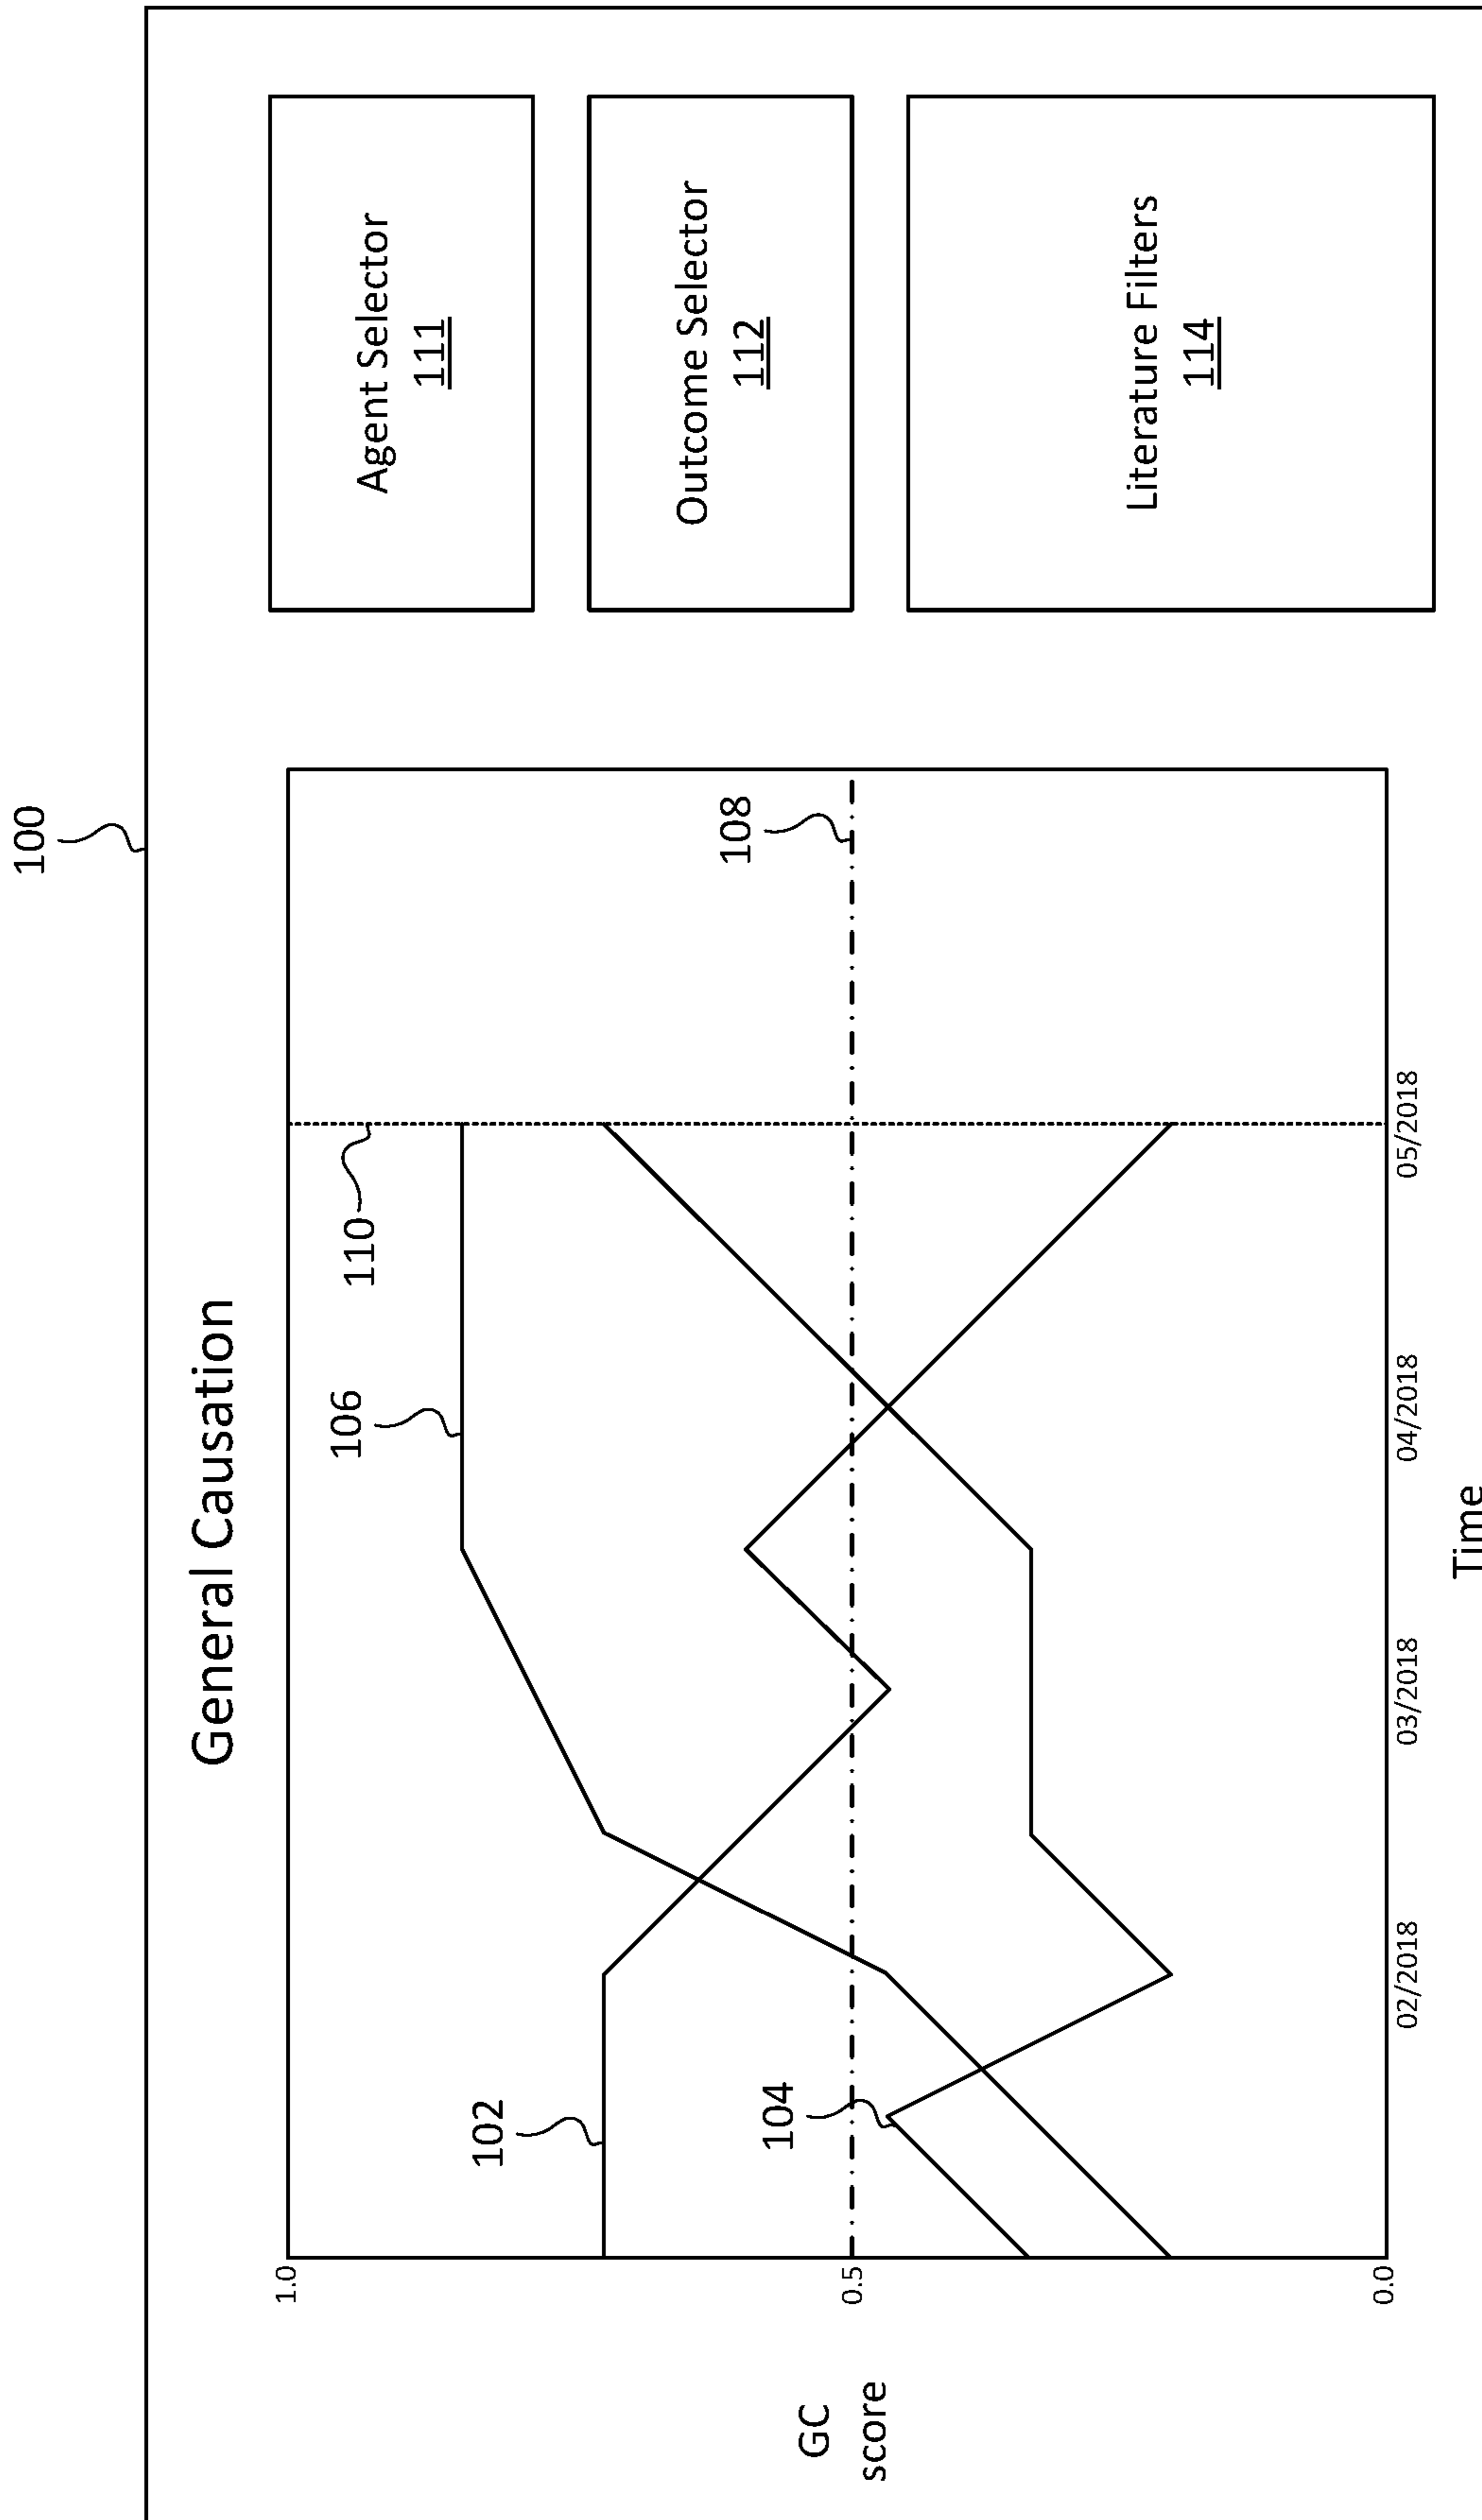 100
General Causation
1.0
110
106
Agent Selector
111
102
Outcome Selector
112
108
104
GC
score
0.5
Literature Filters
114
0.0
02/2018
03/2018
04/2018
05/2018
Time